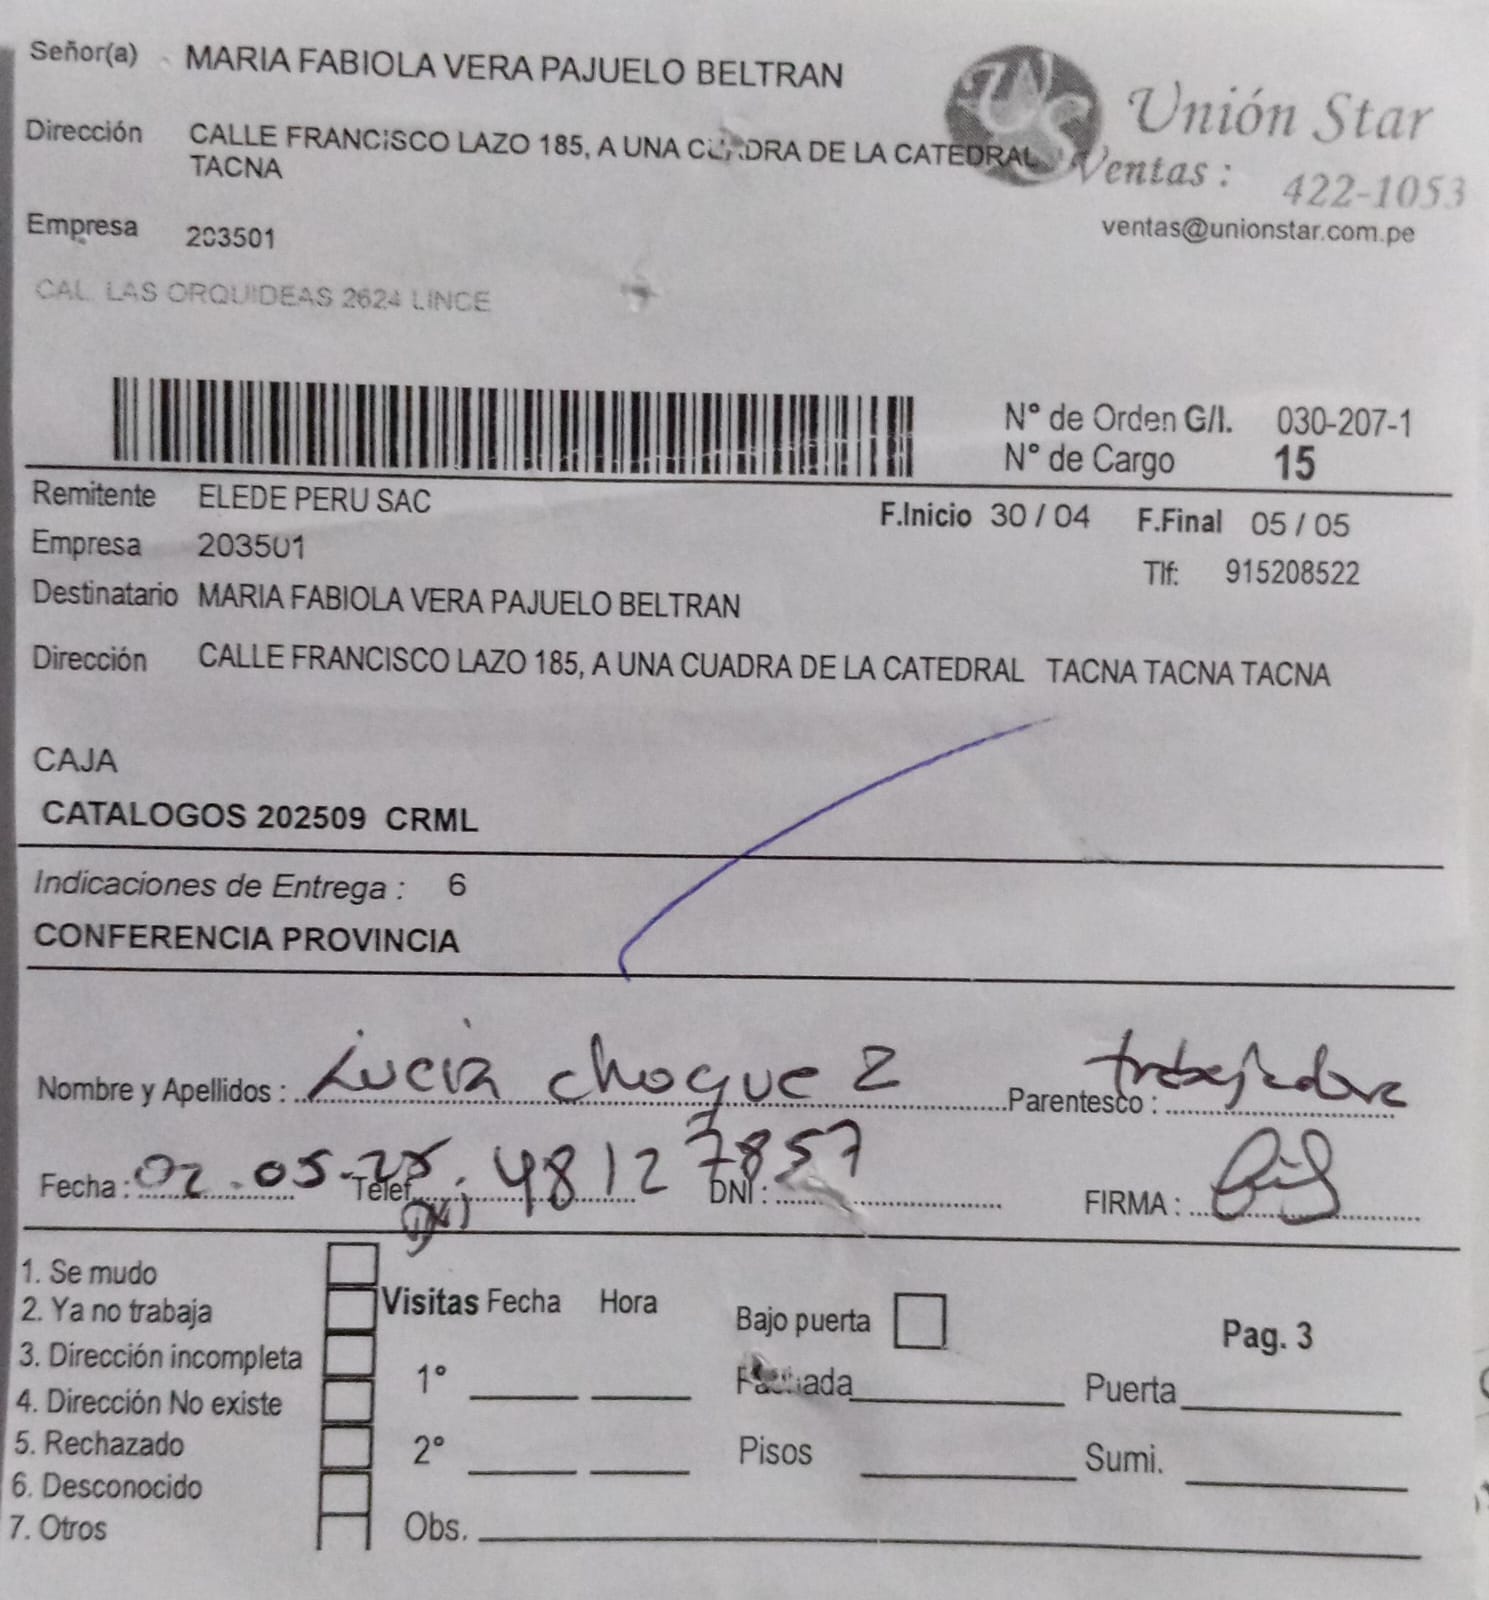 Señor(a) MARIA FABIOLA VERA PAJUELO BELTRAN
Unión Star
Dirección CALLE FRANCISCO LAZO 185, A UNA CUADRA DE LA CATEDRAL
TACNA
Ventas : 422-1053
ventas@unionstar.com.pe
Empresa 203501
CAL. LAS ORQUIDEAS 2624 LINCE
N° de Orden G/I. 030-207-1
N° de Cargo 15
Remitente ELEDE PERU SAC
F.Inicio 30 / 04 F.Final 05 / 05
Empresa 203501
Tlf: 915208522
Destinatario MARIA FABIOLA VERA PAJUELO BELTRAN
Dirección CALLE FRANCISCO LAZO 185, A UNA CUADRA DE LA CATEDRAL TACNA TACNA TACNA
CAJA
CATALOGOS 202509 CRML
Indicaciones de Entrega : 6
CONFERENCIA PROVINCIA
Nombre y Apellidos : Lucia choque Z Parentesco : trabajadora
Fecha : 02.05-25 Telef. 48127857 DNI : FIRMA :
DNI
1. Se mudo
2. Ya no trabaja
3. Dirección incompleta
4. Dirección No existe
5. Rechazado
6. Desconocido
7. Otros
Visitas Fecha Hora
1°
2°
Obs.
Bajo puerta
Pag. 3
Fachada Puerta
Pisos Sumi.